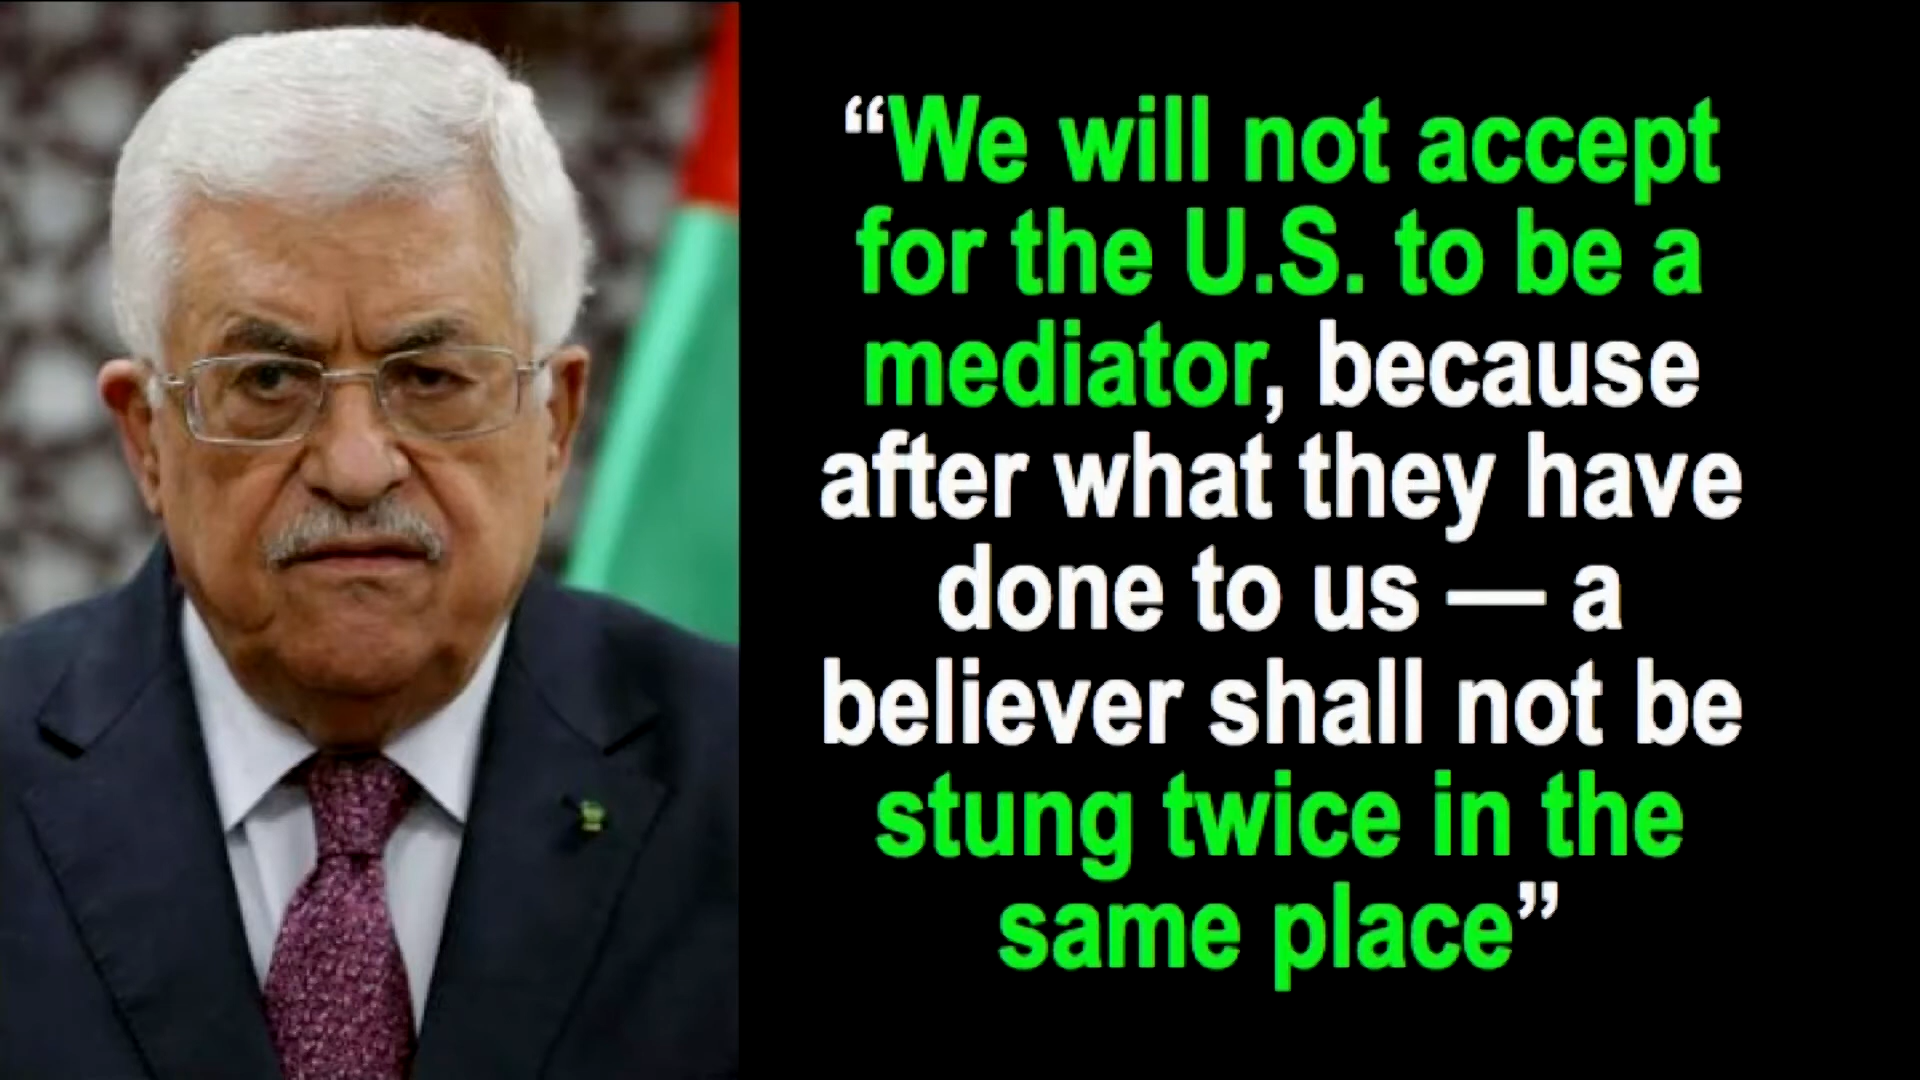 “We will not accept
for the U.S. to be a
mediator, because
after what they have
done to us — a
believer shall not be
stung twice in the
same place”